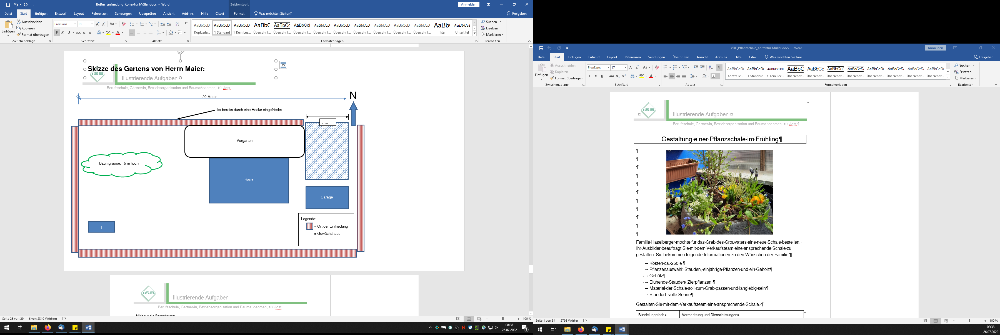 BoBm_Einfriedung_Korrektur Müller.docx - Word
Zeichentools
Anmelden
Datei Start Einfügen Entwurf Layout Referenzen Sendungen Überprüfen Ansicht Add-Ins Hilfe Citavi Format Was möchten Sie tun? Freigeben
Einfügen
Ausschneiden
Kopieren
Format übertragen
Zwischenablage
FreeSans 18
F K U abc x₂ x²
Schriftart
Absatz
AaBbCcDı AaBbCcDı AaBbCcDı AaBbC AaBbCc AaBbCcI AaBbCcD AaBbCcDı AaBbCcDı AaBbCcDı AaBbCcDı AaBbCcDı AaBb( AaBbCcL
Kopfzeile... ¶ Standard ¶ Kein Lee... Überschrif... Überschrif... Überschrif... Überschrif... Überschrif... Überschrif... Überschrif... Überschrif... Überschrif... Titel Untertitel
Formatvorlagen
Suchen
Ersetzen
Markieren
Bearbeiten
Skizze des Gartens von Herrn Maier:
ISB
Illustrierende Aufgaben
Berufsschule, Gärtner/in, Betriebsorganisation und Baumaßnahmen, 10. Jgst.
20 Meter
N
Ist bereits durch eine Hecke eingefriedet.
Vorgarten
Baumgruppe: 15 m hoch
Haus
Garage
1
Legende:
= Ort der Einfriedung
1 = Gewächshaus
ISB
Illustrierende Aufgaben
Berufsschule, Gärtner/in, Betriebsorganisation und Baumaßnahmen, 10. Jgst.
Hilfe für die Berechnung
Seite 25 von 29 6 von 2310 Wörtern 100 %
08:38
26.07.2022
VDL_Pflanzschale_Korrektur Müller.docx - Word
Anmelden
Datei Start Einfügen Entwurf Layout Referenzen Sendungen Überprüfen Ansicht Add-Ins Hilfe Citavi Was möchten Sie tun? Freigeben
Einfügen
Ausschneiden
Kopieren
Format übertragen
Zwischenablage
FreeSans 17
F K U abc x₂ x²
Schriftart
Absatz
AaBbCcDı AaBbCcDı AaBbCcDdE AaBbC AaBbCc AaBbCcI AaBbCcD AaBbCcDı AaBbCcDı AaBbCcDı AaBbCcDı
Kopfzeile... ¶ Standard ¶ Kein Lee... Überschrif... Überschrif... Überschrif... Überschrif... Überschrif... Überschrif... Überschrif... Überschrif...
Formatvorlagen
Suchen
Ersetzen
Markieren
Bearbeiten
ISB
Illustrierende·Aufgaben·¤
Berufsschule,·Gärtner/in,·Betriebsorganisation·und·Baumaßnahmen,·10.·Jgst.¶
Gestaltung·einer·Pflanzschale·im·Frühling¶
Familie·Haselberger·möchte·für·das·Grab·des·Großvaters·eine·neue·Schale·bestellen.·
Ihr·Ausbilder·beauftragt·Sie·mit·dem·Verkaufsteam·eine·ansprechende·Schale·zu·
gestalten.·Sie·bekommen·folgende·Informationen·zu·den·Wünschen·der·Familie:¶
-→ Kosten·ca.·250·€¶
-→ Pflanzenauswahl:·Stauden,·einjährige·Pflanzen·und·ein·Gehölz¶
-→ Gehölz¶
-→ Blühende·Stauden/·Zierpflanzen·¶
-→ Material·der·Schale·soll·zum·Grab·passen·und·langlebig·sein¶
-→ Standort:·volle·Sonne¶
Gestalten·Sie·mit·dem·Verkaufsteam·eine·ansprechende·Schale.·¶
Bündelungsfach¤ Vermarktung·und·Dienstleistungen¤
Seite 1 von 34 2798 Wörter 100 %
08:38
26.07.2022